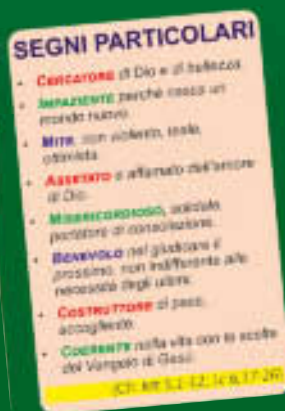 SEGNI PARTICOLARI
• CERCATORE di Dio e di bellezza
• IMPAZIENTE perché cerca un
mondo nuovo.
• MITE, non violento, leale,
ottimista.
• ASSETATO e affamato dell'amore
di Dio.
• MISERICORDIOSO, solidale,
portatore di consolazione.
• BENEVOLO nel giudicare il
prossimo, non indifferente alle
necessità degli ultimi.
• COSTRUTTORE di pace,
accogliente.
• COERENTE nella vita con le scelte
del Vangelo di Gesù.
(Cfr. Mt 5,1-12; Lc 6,17-26)